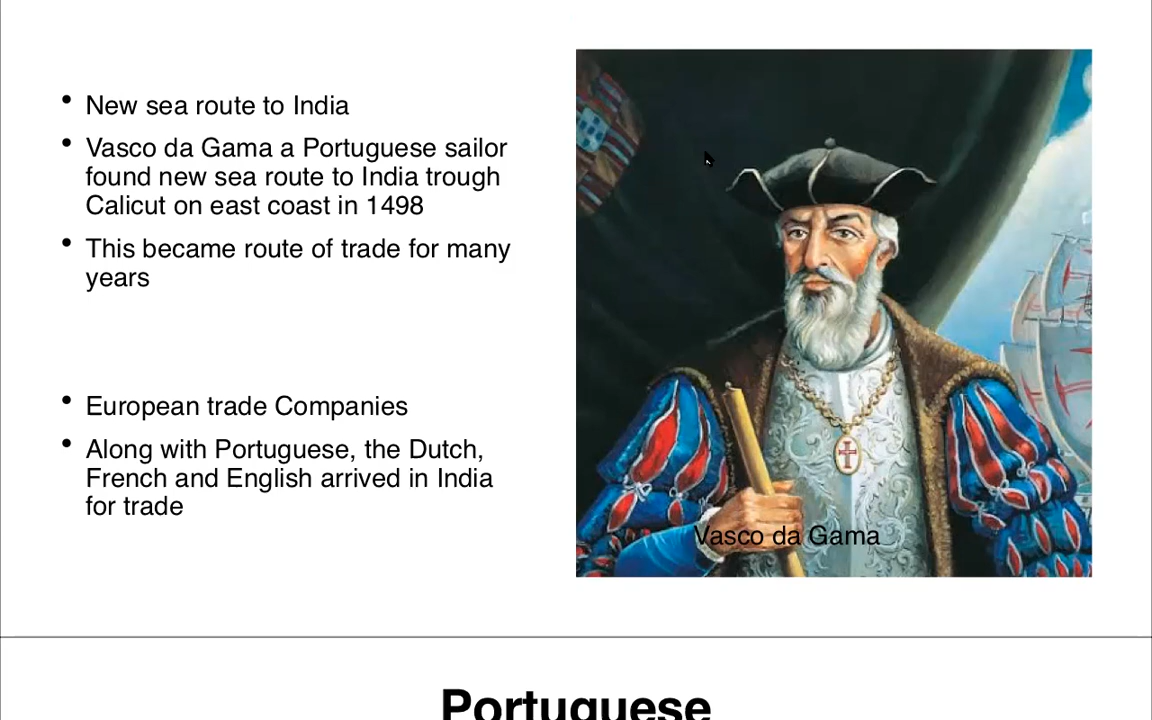 • New sea route to India
• Vasco da Gama a Portuguese sailor
found new sea route to India trough
Calicut on east coast in 1498
• This became route of trade for many
years
• European trade Companies
• Along with Portuguese, the Dutch,
French and English arrived in India
for trade
Vasco da Gama
Portuguese